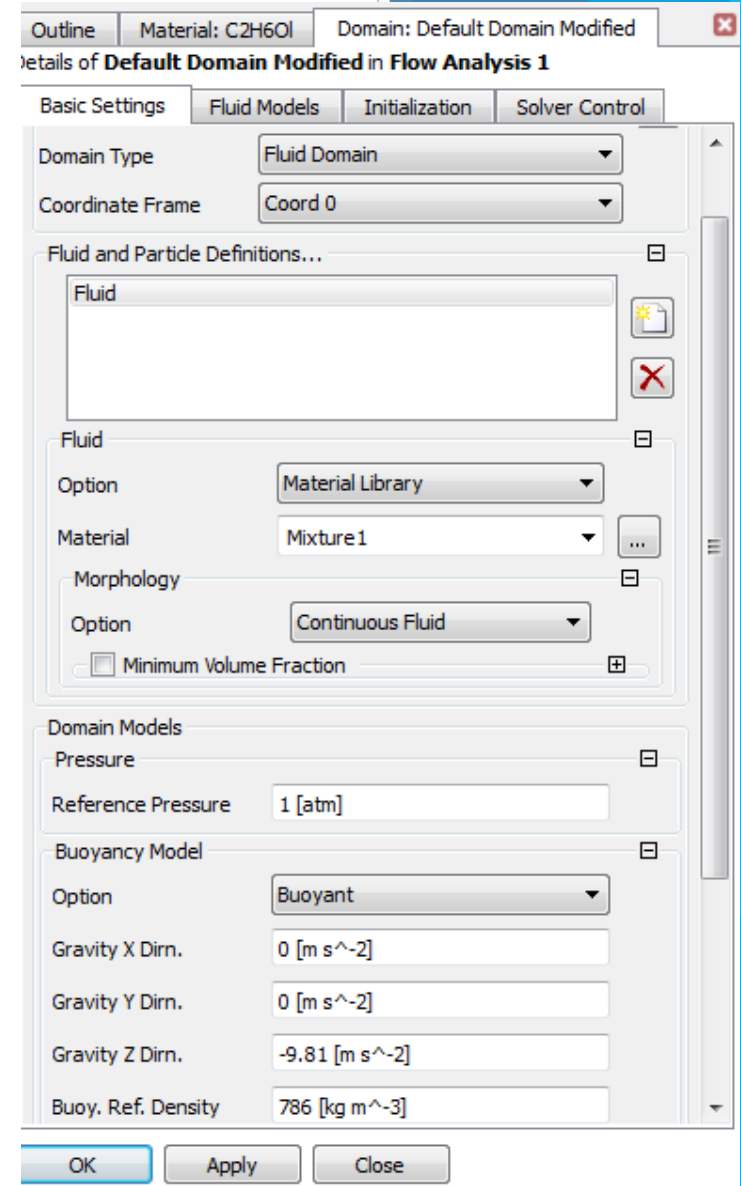 Outline Material: C2H6Ol Domain: Default Domain Modified
Details of Default Domain Modified in Flow Analysis 1
Basic Settings Fluid Models Initialization Solver Control
Domain Type Fluid Domain
Coordinate Frame Coord 0
Fluid and Particle Definitions...
Fluid
Fluid
Option Material Library
Material Mixture1 ...
Morphology
Option Continuous Fluid
Minimum Volume Fraction
Domain Models
Pressure
Reference Pressure 1 [atm]
Buoyancy Model
Option Buoyant
Gravity X Dirn. 0 [m s^-2]
Gravity Y Dirn. 0 [m s^-2]
Gravity Z Dirn. -9.81 [m s^-2]
Buoy. Ref. Density 786 [kg m^-3]
OK Apply Close